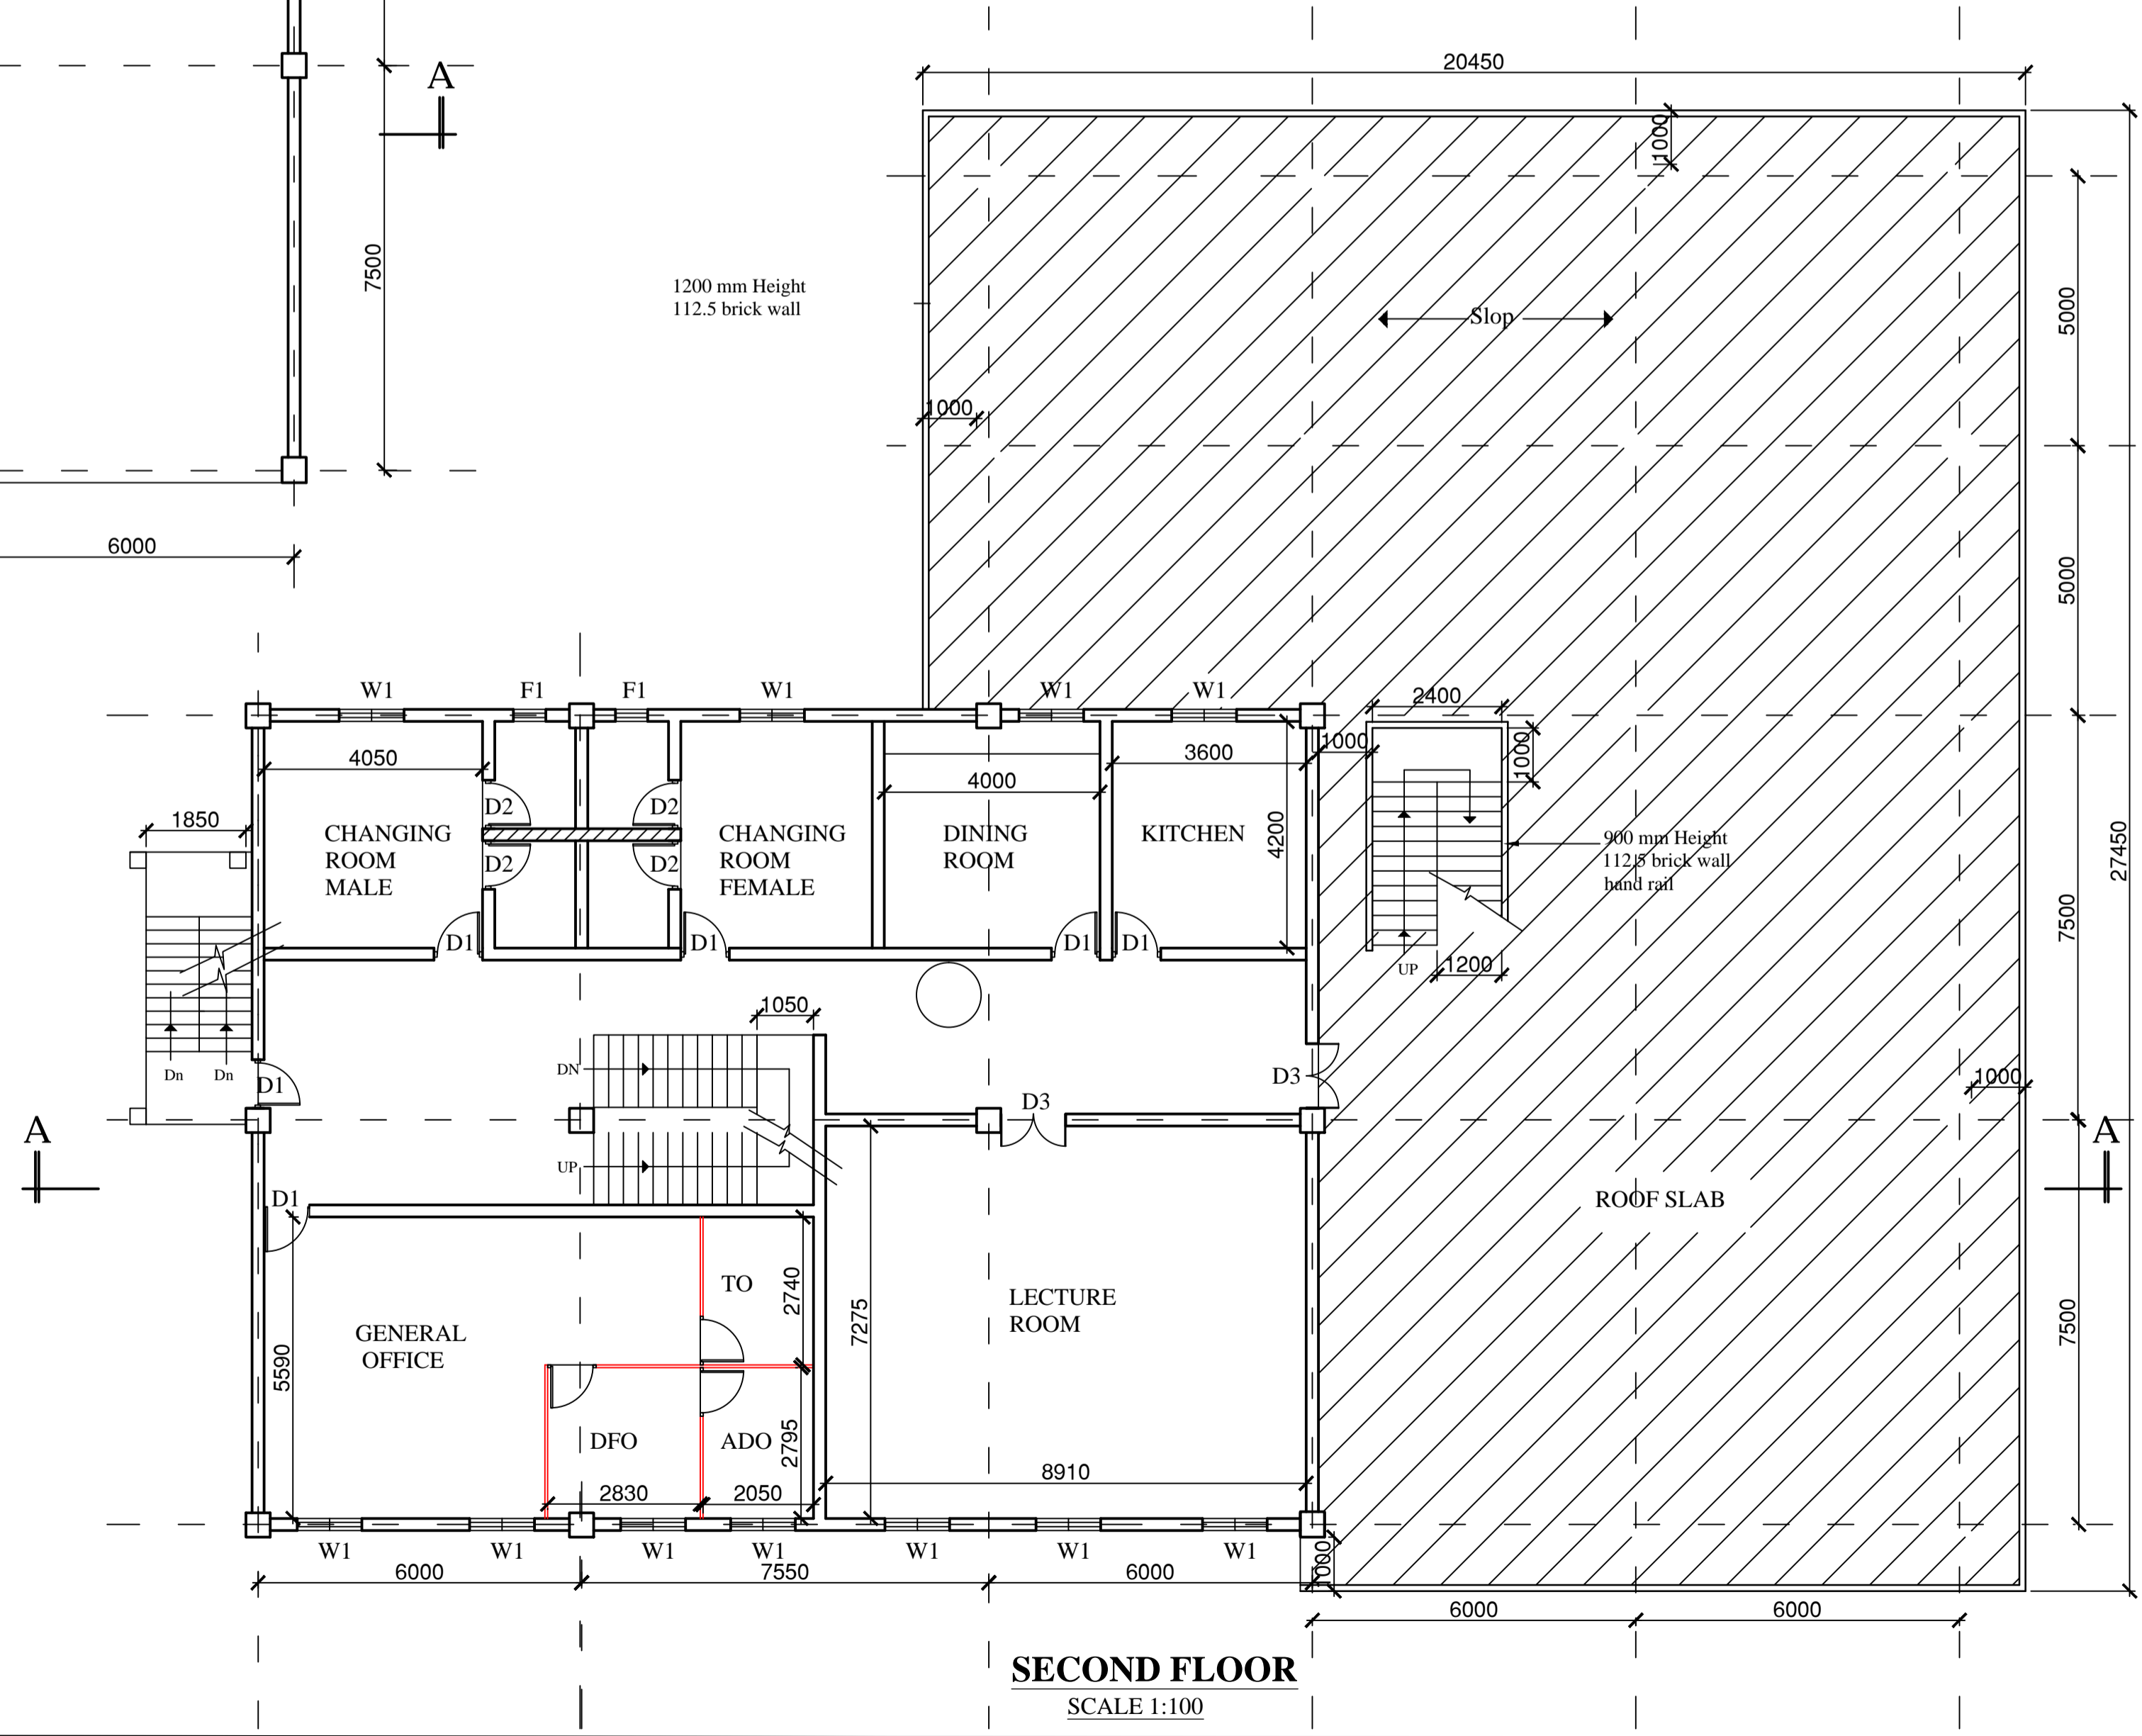 20450
A
1000
7500
1200 mm Height
112.5 brick wall
Slop
5000
1000
6000
5000
W1
F1
F1
W1
W1
W1
2400
4050
4000
3600
1000
1000
D2
D2
1850
CHANGING
ROOM
MALE
CHANGING
ROOM
FEMALE
DINING
ROOM
KITCHEN
4200
900 mm Height
112.5 brick wall
hand rail
27450
D2
D2
7500
D1
D1
D1
D1
UP
1200
1050
Dn
Dn
D1
DN
D3
1000
D3
A
A
UP
D1
ROOF SLAB
TO
2740
LECTURE
ROOM
7275
7500
GENERAL
OFFICE
5590
DFO
ADO
2795
8910
2830
2050
W1
W1
W1
W1
W1
W1
W1
1000
6000
7550
6000
6000
6000
SECOND FLOOR
SCALE 1:100